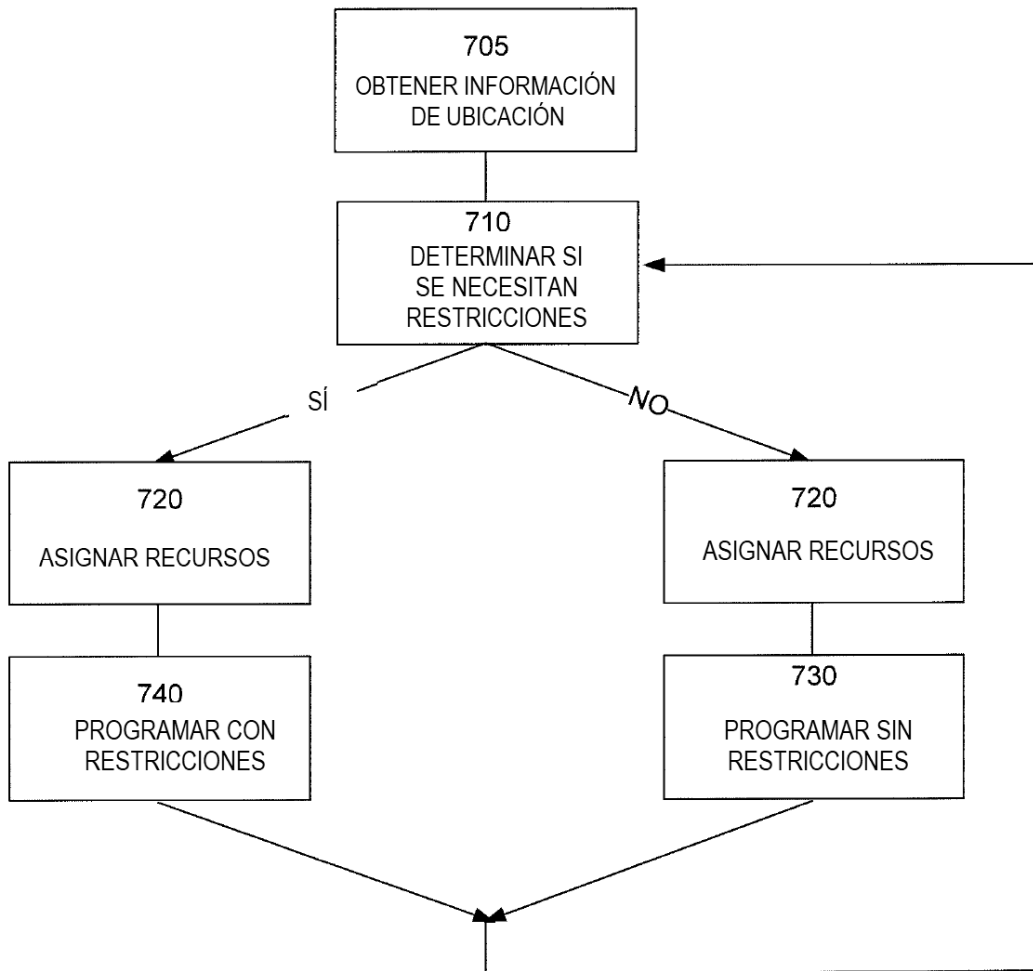 705
OBTENER INFORMACIÓN
DE UBICACIÓN
710
DETERMINAR SI
SE NECESITAN
RESTRICCIONES
SÍ
NO
720
ASIGNAR RECURSOS
720
ASIGNAR RECURSOS
740
PROGRAMAR CON
RESTRICCIONES
730
PROGRAMAR SIN
RESTRICCIONES